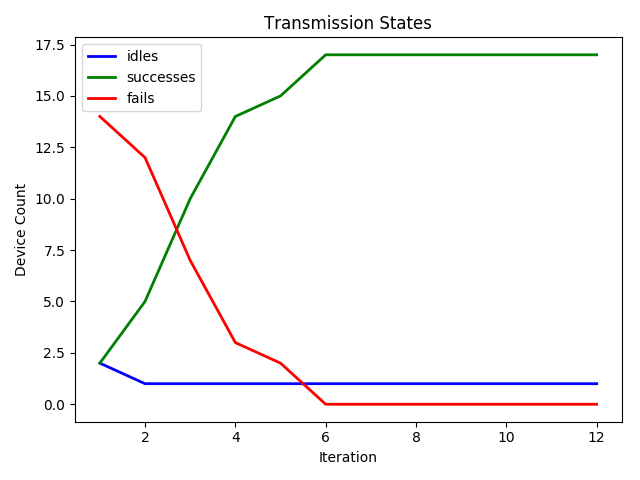 Transmission States
idles
successes
fails
Device Count
17.5
15.0
12.5
10.0
7.5
5.0
2.5
0.0
2 4 6 8 10 12
Iteration